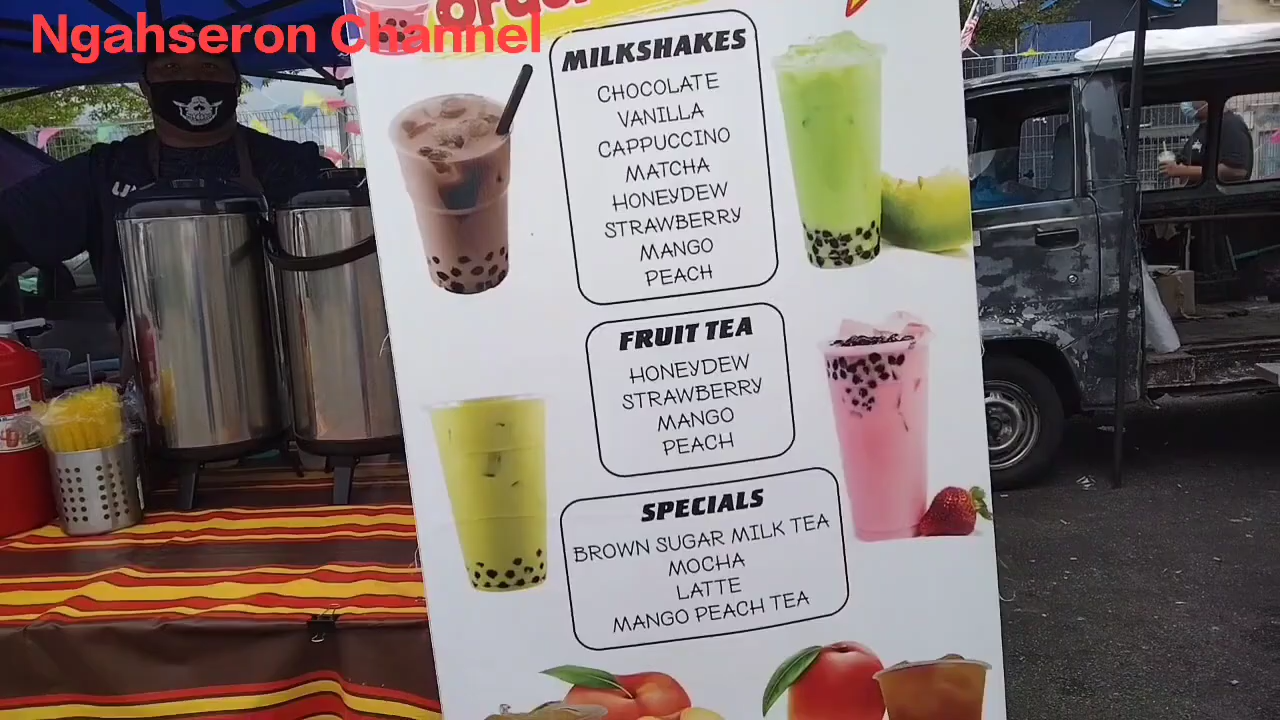 Ngahseron Channel
Order
MILKSHAKES
CHOCOLATE
VANILLA
CAPPUCCINO
MATCHA
HONEYDEW
STRAWBERRY
MANGO
PEACH
FRUIT TEA
HONEYDEW
STRAWBERRY
MANGO
PEACH
SPECIALS
BROWN SUGAR MILK TEA
MOCHA
LATTE
MANGO PEACH TEA